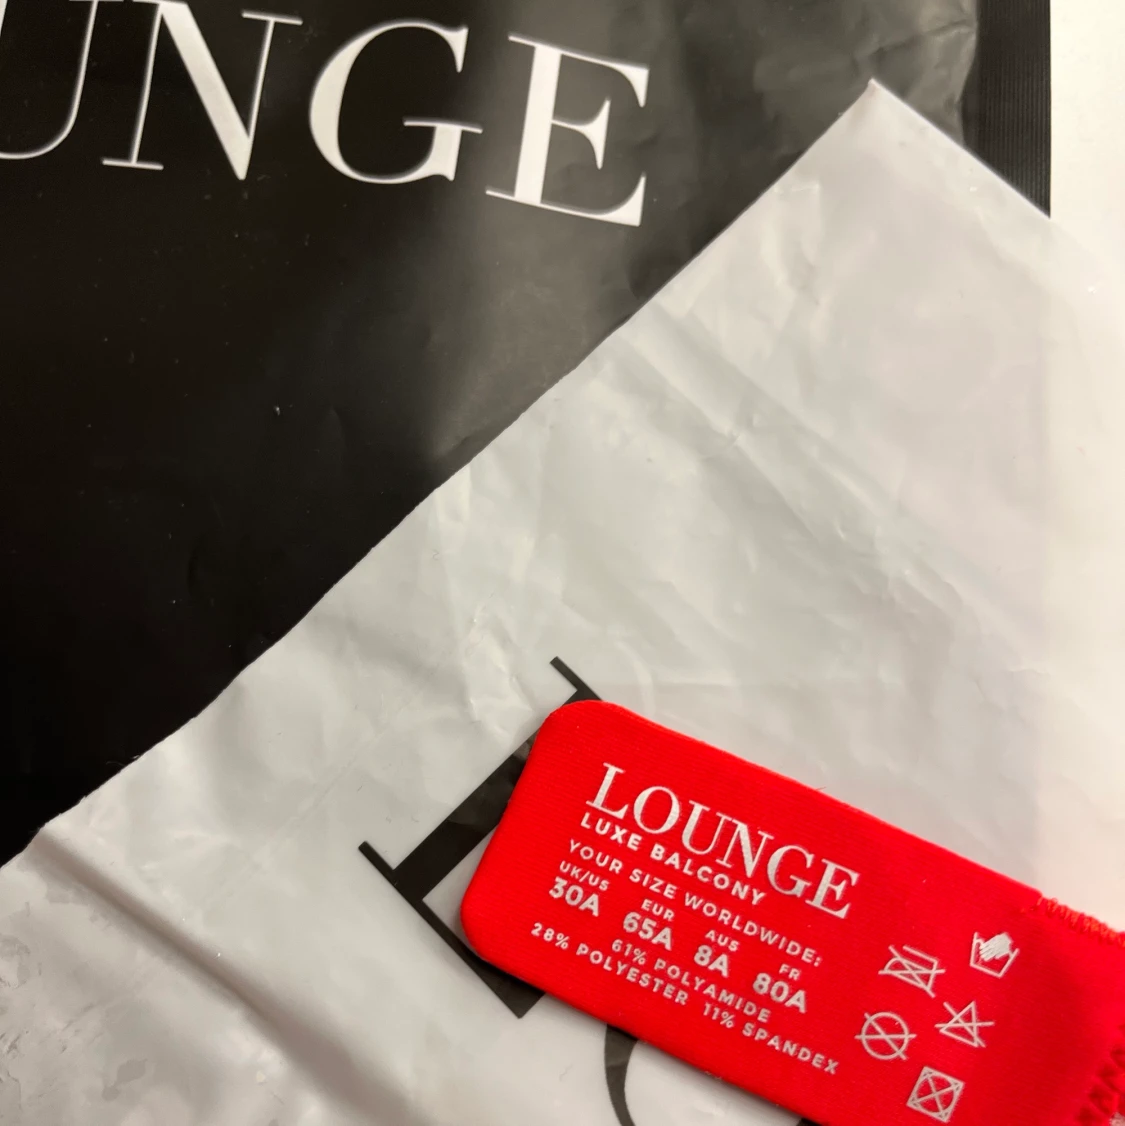 UNGE
LOUNGE
LUXE BALCONY
YOUR SIZE WORLDWIDE:
UK/US EUR AUS FR
30A 65A 8A 80A
61% POLYAMIDE
28% POLYESTER 11% SPANDEX